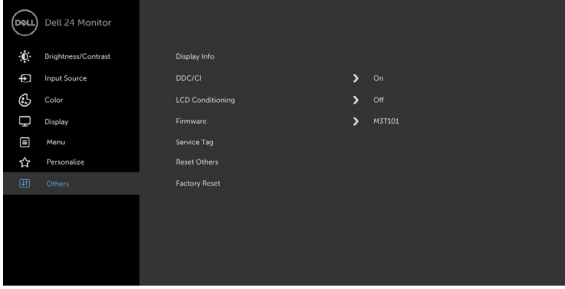 DELL Dell 24 Monitor
Brightness/Contrast
Input Source
Color
Display
Menu
Personalize
Others
Display Info
DDC/CI On
LCD Conditioning Off
Firmware M3T101
Service Tag
Reset Others
Factory Reset